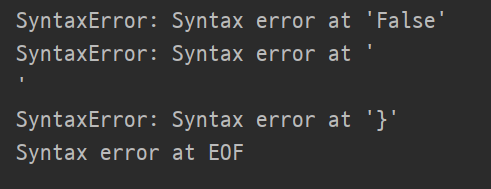 SyntaxError: Syntax error at 'False'
SyntaxError: Syntax error at '
'
SyntaxError: Syntax error at '}'
Syntax error at EOF